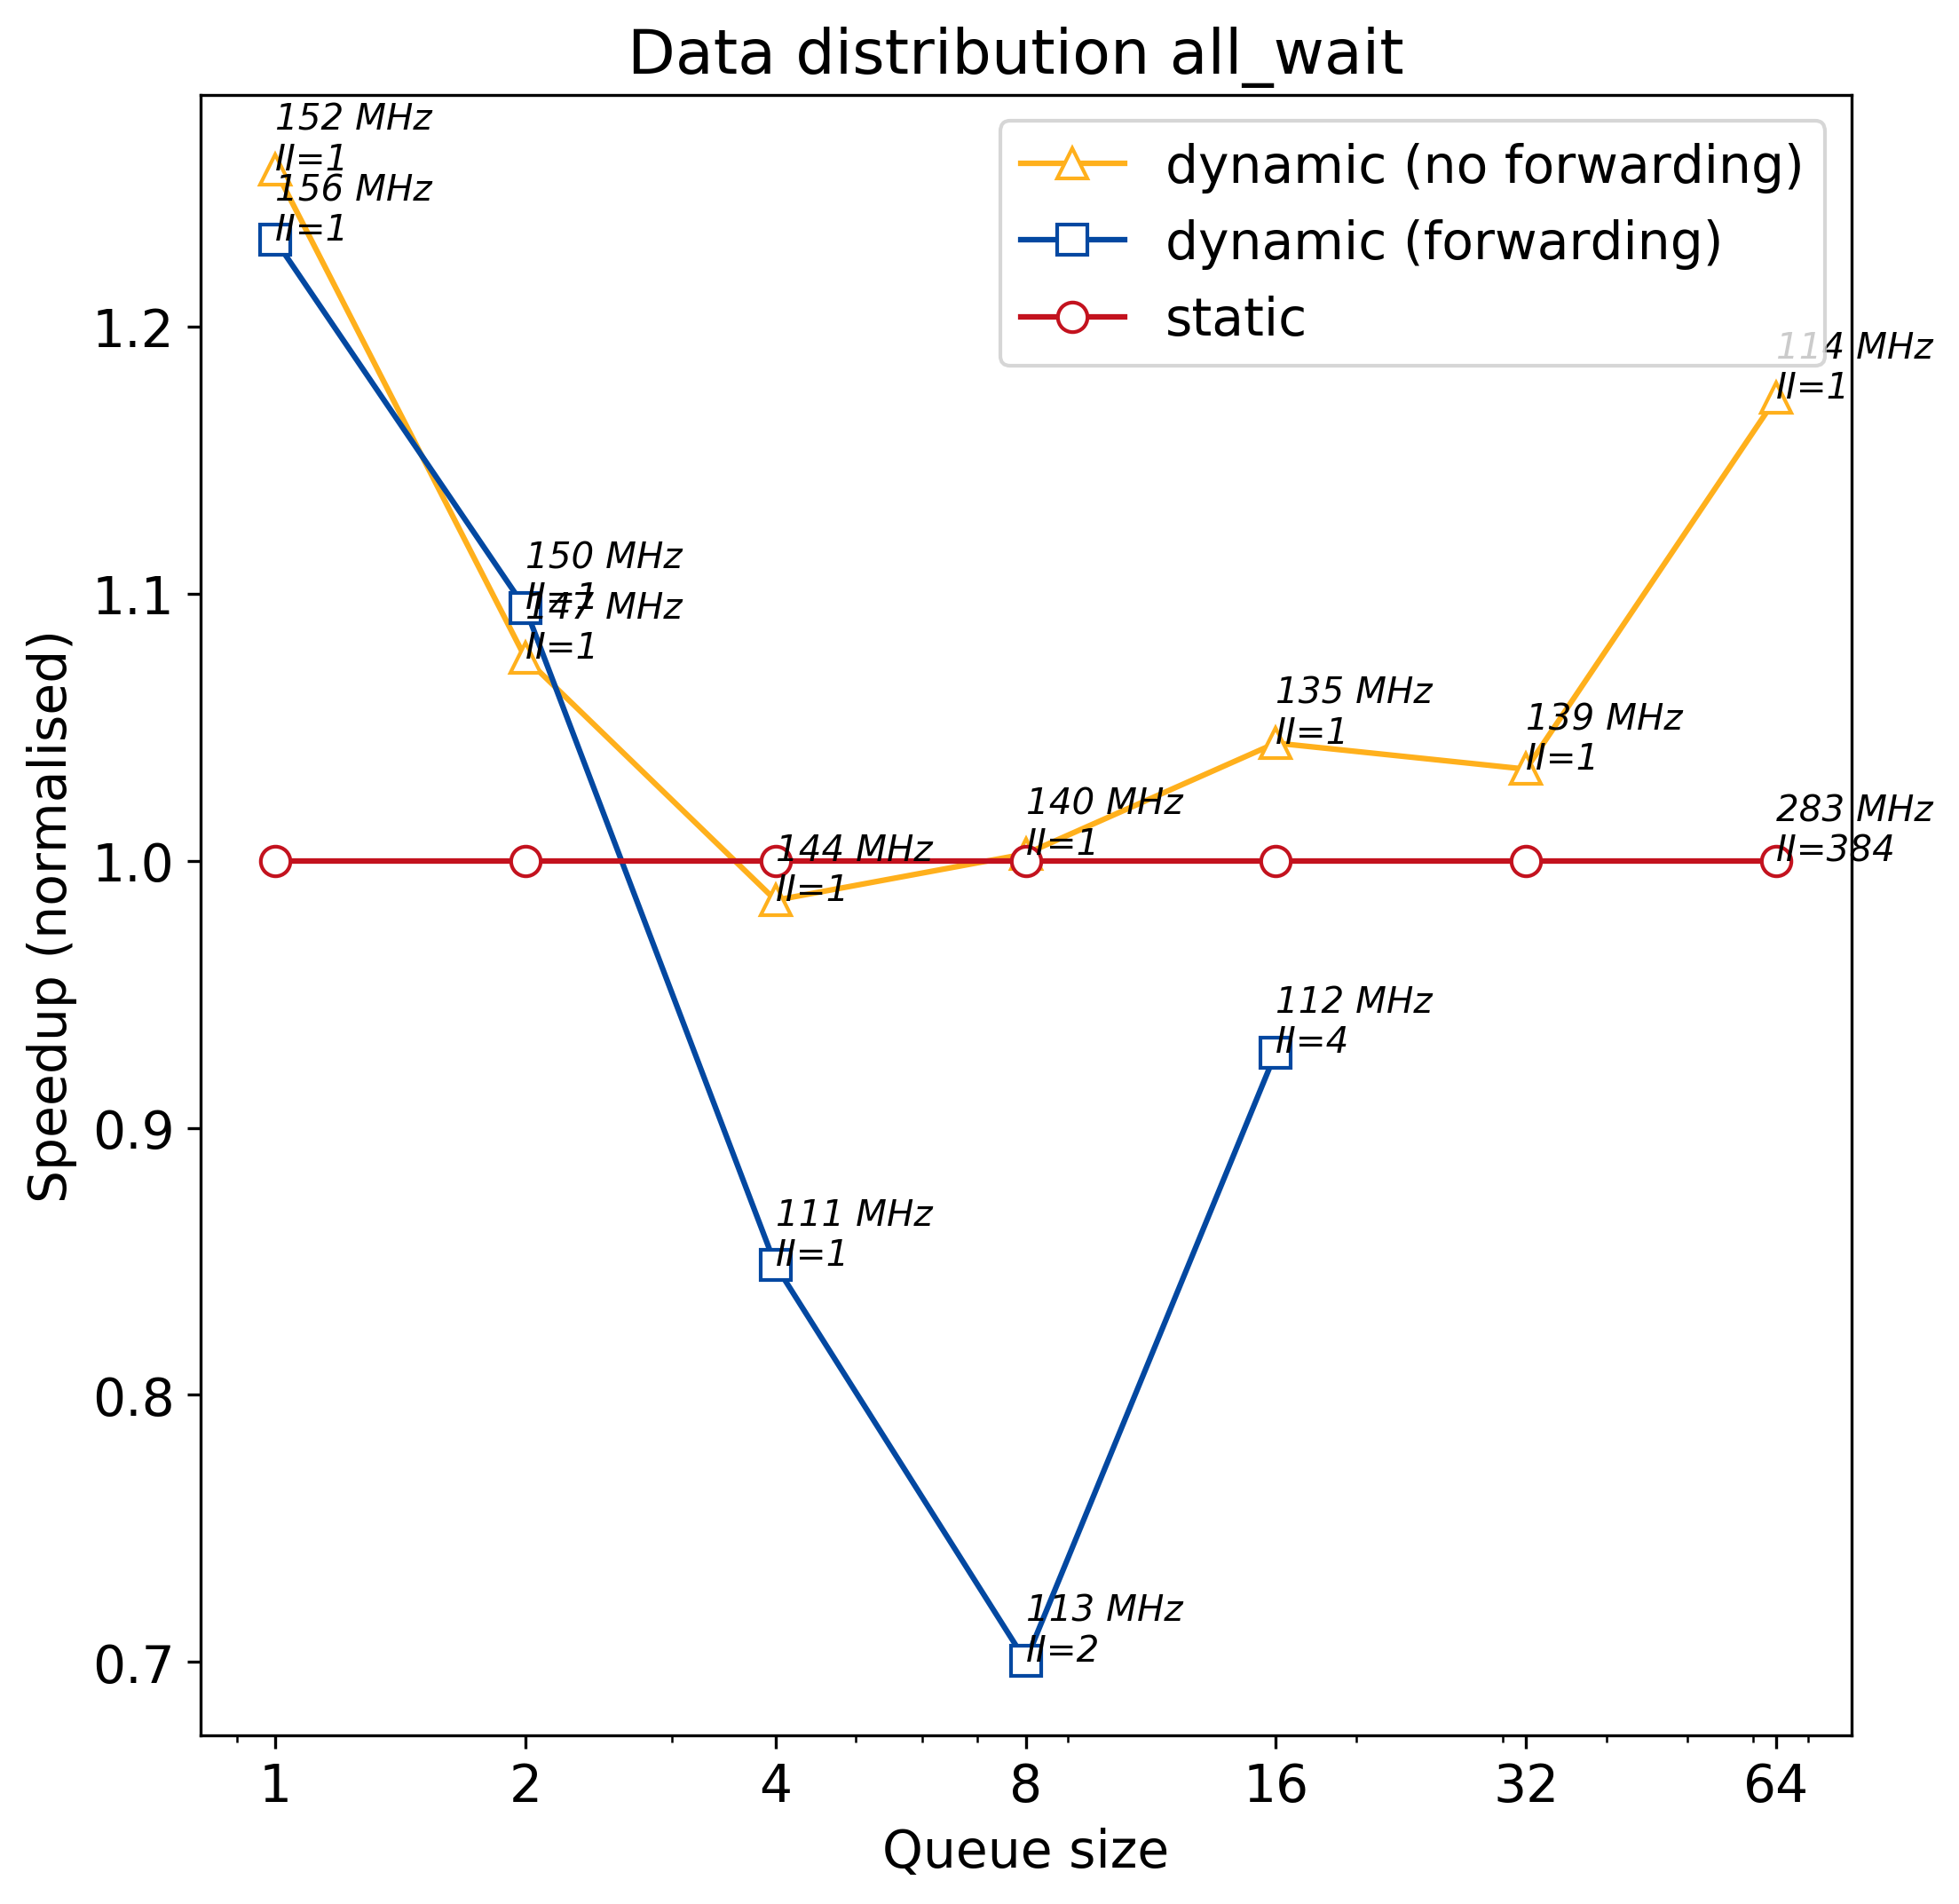 Data distribution all_wait
152 MHz
II=1
156 MHz
II=1
dynamic (no forwarding)
dynamic (forwarding)
static
114 MHz
II=1
150 MHz
II=1
147 MHz
II=1
135 MHz
II=1
139 MHz
II=1
140 MHz
II=1
144 MHz
II=1
283 MHz
II=384
112 MHz
II=4
111 MHz
II=1
113 MHz
II=2
1.2
1.1
1.0
0.9
0.8
0.7
Speedup (normalised)
1 2 4 8 16 32 64
Queue size